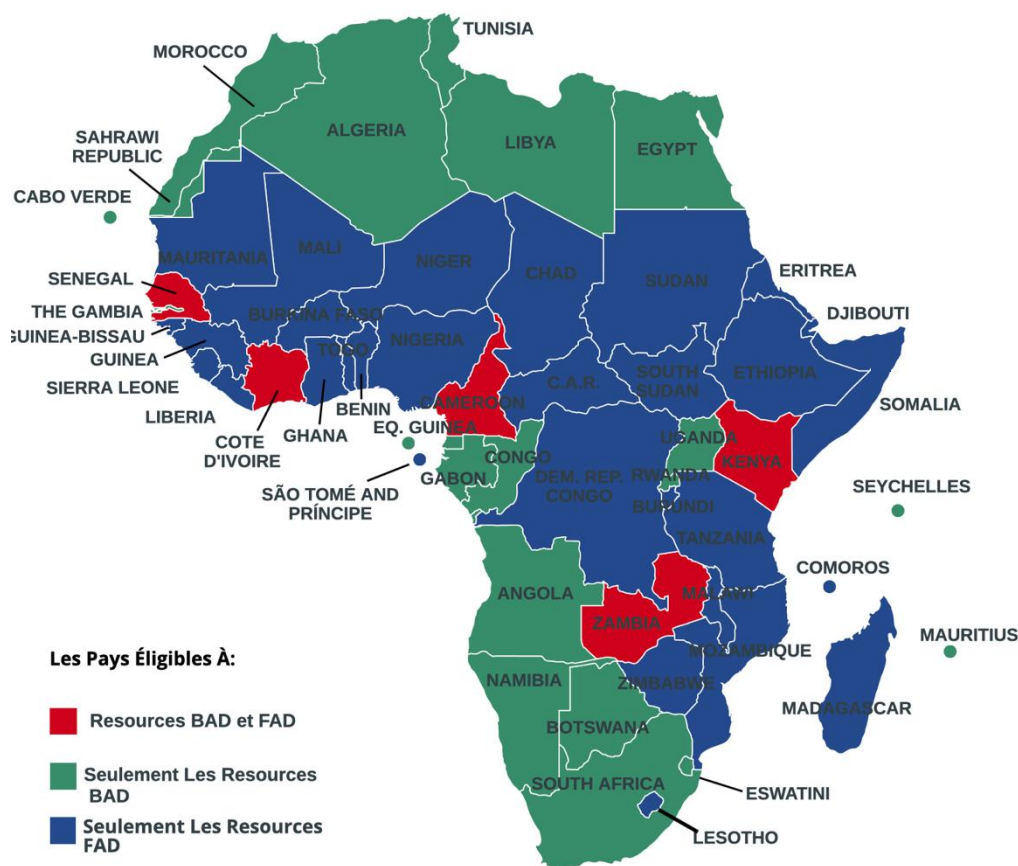 TUNISIA
MOROCCO
ALGERIA
LIBYA
EGYPT
SAHRAWI
REPUBLIC
CABO VERDE
MAURITANIA
MALI
NIGER
CHAD
SUDAN
ERITREA
SENEGAL
THE GAMBIA
GUINEA-BISSAU
GUINEA
SIERRA LEONE
LIBERIA
BURKINA FASO
TOGO
NIGERIA
DJIBOUTI
C.A.R.
SOUTH
SUDAN
ETHIOPIA
SOMALIA
COTE
D'IVOIRE
GHANA
BENIN
CAMEROON
EQ. GUINEA
SÃO TOMÉ AND
PRÍNCIPE
GABON
CONGO
DEM. REP.
CONGO
UGANDA
KENYA
RWANDA
BURUNDI
TANZANIA
SEYCHELLES
COMOROS
ANGOLA
ZAMBIA
MALAWI
MOZAMBIQUE
MAURITIUS
MADAGASCAR
NAMIBIA
ZIMBABWE
BOTSWANA
SOUTH AFRICA
ESWATINI
LESOTHO
Les Pays Éligibles À:
Resources BAD et FAD
Seulement Les Resources
BAD
Seulement Les Resources
FAD